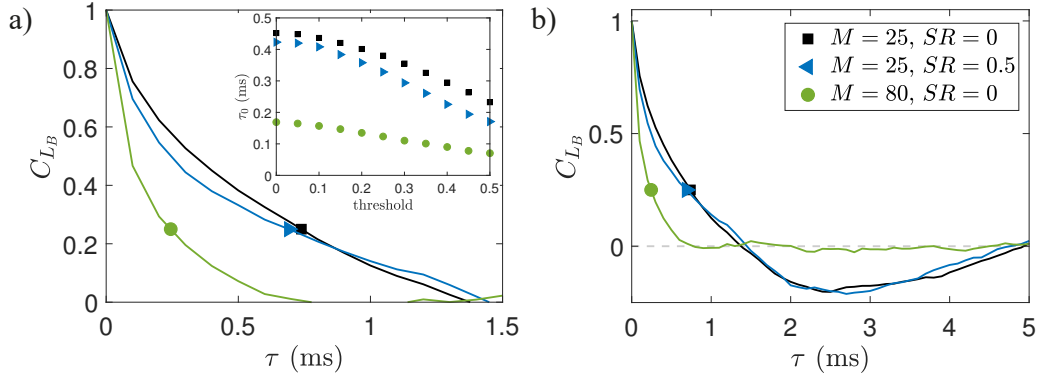 a)
1
0.8
0.6
0.4
0.2
0
C_{L_B}
0
0.5
1
1.5
τ (ms)
0.5
0.4
0.3
0.2
0.1
0
τ_0 (ms)
0
0.1
0.2
0.3
0.4
0.5
threshold
b)
1
0.5
0
C_{L_B}
0
1
2
3
4
5
τ (ms)
M = 25, SR = 0
M = 25, SR = 0.5
M = 80, SR = 0